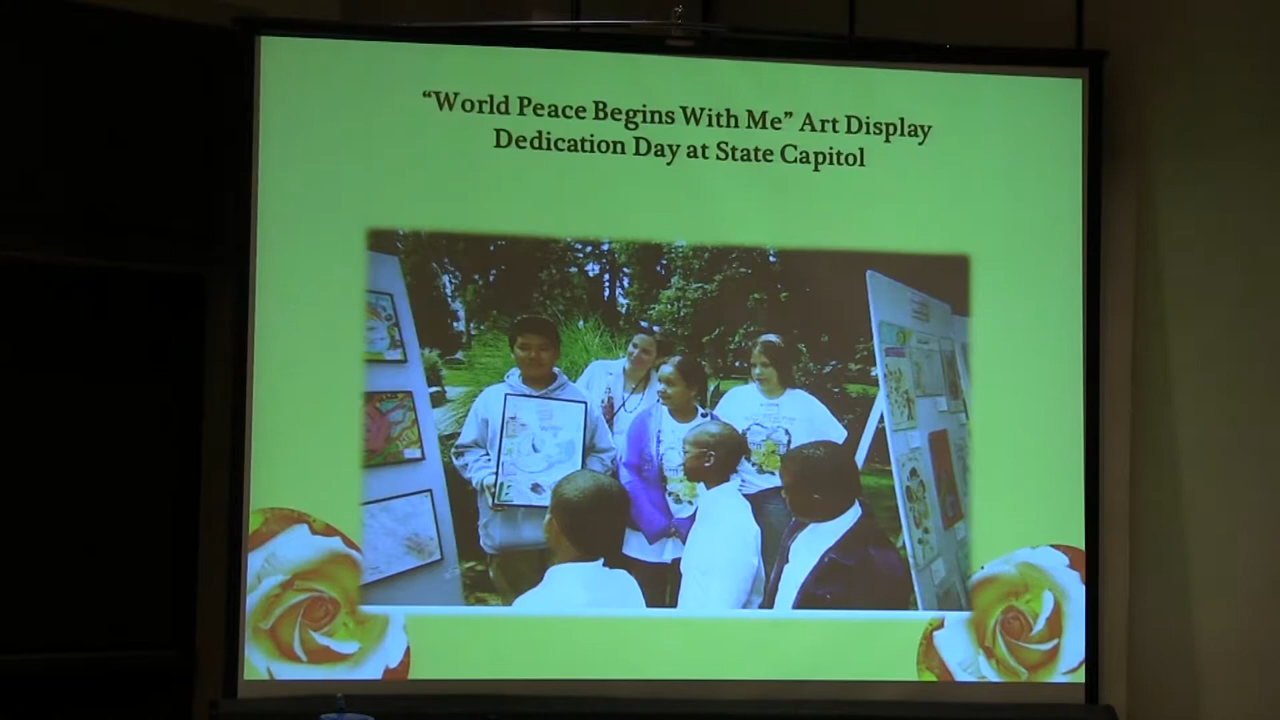 “World Peace Begins With Me” Art Display
Dedication Day at State Capitol